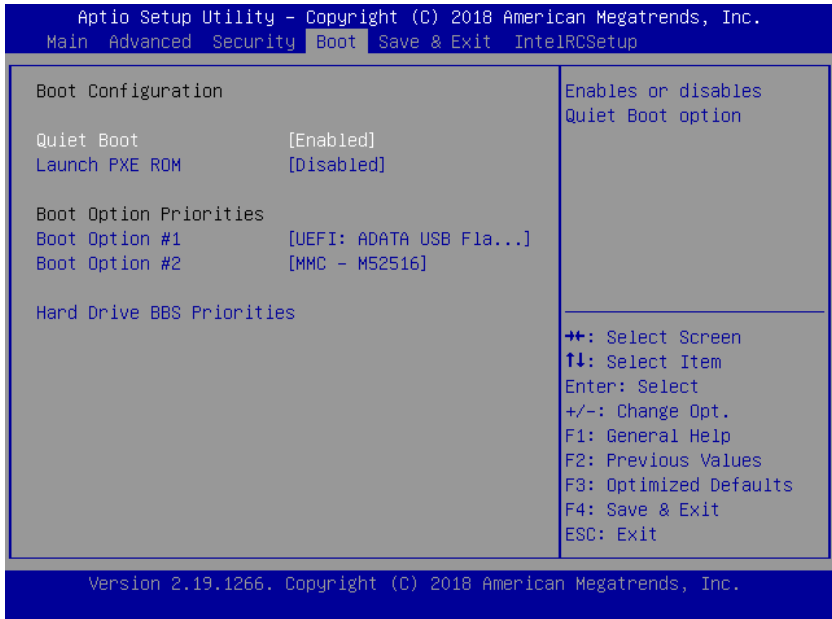 Aptio Setup Utility – Copyright (C) 2018 American Megatrends, Inc.
Main Advanced Security Boot Save & Exit IntelRCSetup
Boot Configuration
Quiet Boot [Enabled]
Launch PXE ROM [Disabled]
Boot Option Priorities
Boot Option #1 [UEFI: ADATA USB Fla...]
Boot Option #2 [MMC – M52516]
Hard Drive BBS Priorities
Enables or disables
Quiet Boot option
→←: Select Screen
↑↓: Select Item
Enter: Select
+/-: Change Opt.
F1: General Help
F2: Previous Values
F3: Optimized Defaults
F4: Save & Exit
ESC: Exit
Version 2.19.1266. Copyright (C) 2018 American Megatrends, Inc.